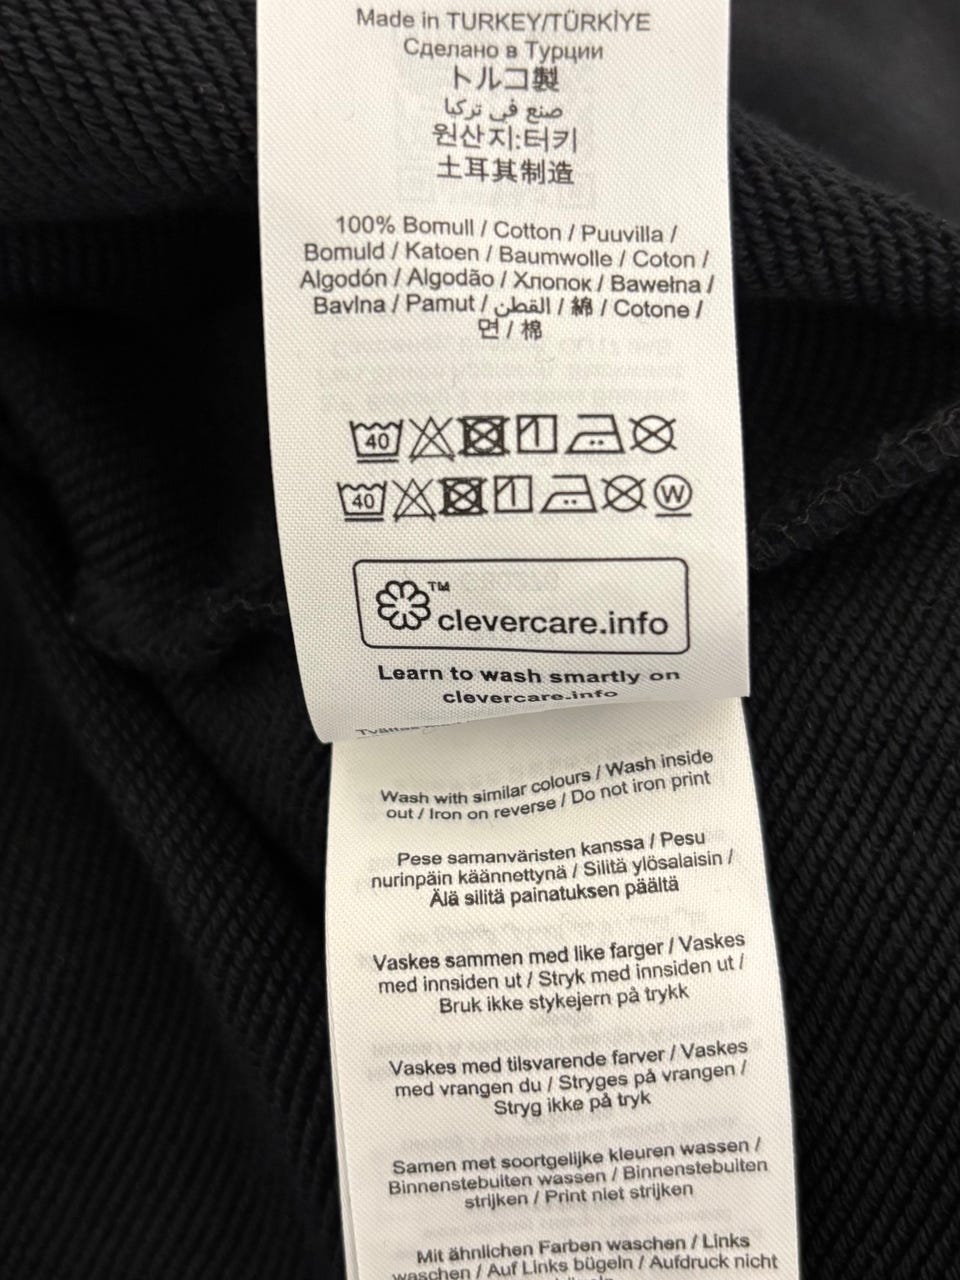 Made in TURKEY/TÜRKİYE
Сделано в Турции
トルコ製
صنع في تركيا
원산지:터키
土耳其制造
100% Bomull / Cotton / Puuvilla /
Bomuld / Katoen / Baumwolle / Coton /
Algodón / Algodão / Хлопок / Bawełna /
Bavlna / Pamut / القطن / 綿 / Cotone /
면 / 棉
40
40 W
™
clevercare.info
Learn to wash smartly on
clevercare.info
Wash with similar colours / Wash inside
out / Iron on reverse / Do not iron print
Pese samanväristen kanssa / Pesu
nurinpäin käännettynä / Silitä ylösalaisin /
Älä silitä painatuksen päältä
Vaskes sammen med like farger / Vaskes
med innsiden ut / Stryk med innsiden ut /
Bruk ikke stykejern på trykk
Vaskes med tilsvarende farver / Vaskes
med vrangen du / Stryges på vrangen /
Stryg ikke på tryk
Samen met soortgelijke kleuren wassen /
Binnenstebuiten wassen / Binnenstebuiten
strijken / Print niet strijken
Mit ähnlichen Farben waschen / Links
waschen / Auf Links bügeln / Aufdruck nicht